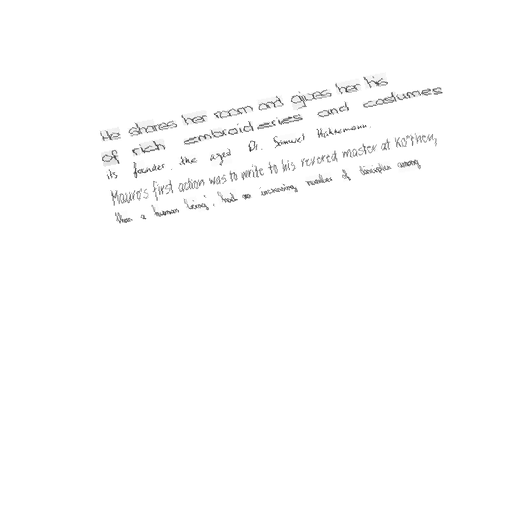 He shares her room and gives her his
of rich embroideries and costumes
its founder, the aged Dr. Samuel Hahnemann.
Mauro's first action was to write to his revered master at Ko"then,
than a human being, had an increasing number of disciples among